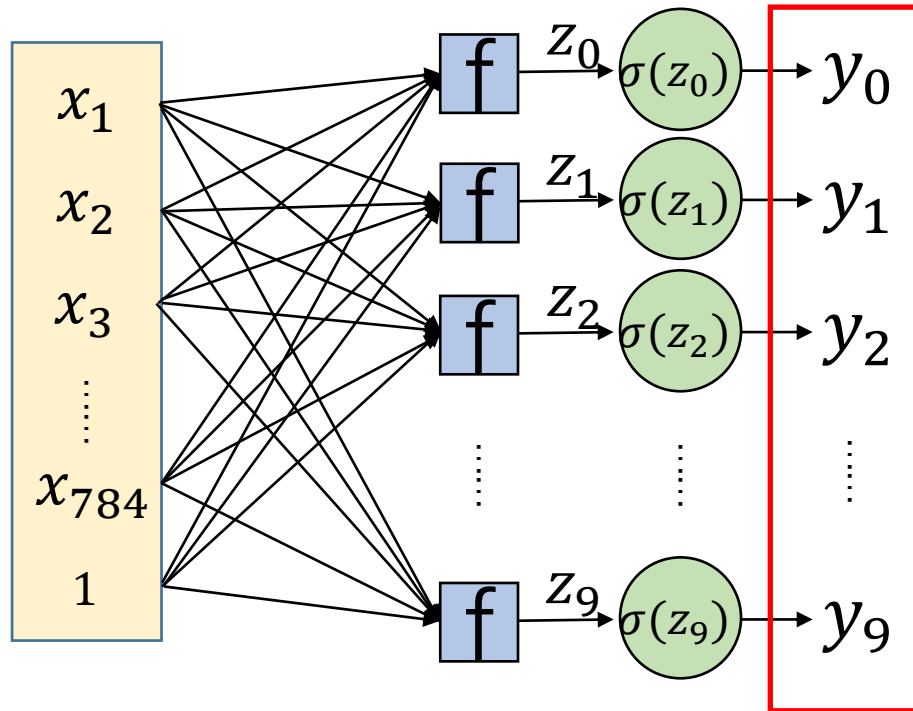 x₁ f z₀ σ(z₀) y₀
x₂ f z₁ σ(z₁) y₁
x₃ f z₂ σ(z₂) y₂
...... ...... ...... ......
x₇₈₄
1 f z₉ σ(z₉) y₉